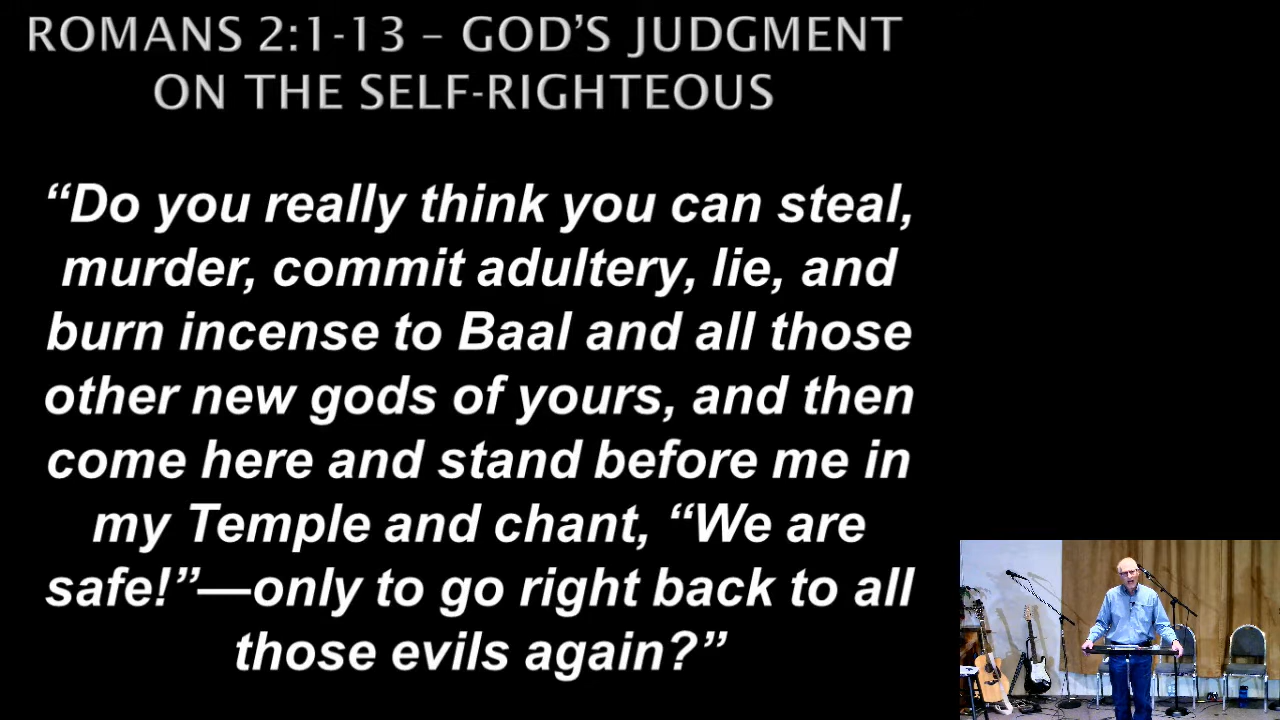 ROMANS 2:1-13 – GOD’S JUDGMENT
ON THE SELF-RIGHTEOUS
“Do you really think you can steal,
murder, commit adultery, lie, and
burn incense to Baal and all those
other new gods of yours, and then
come here and stand before me in
my Temple and chant, “We are
safe!”—only to go right back to all
those evils again?”